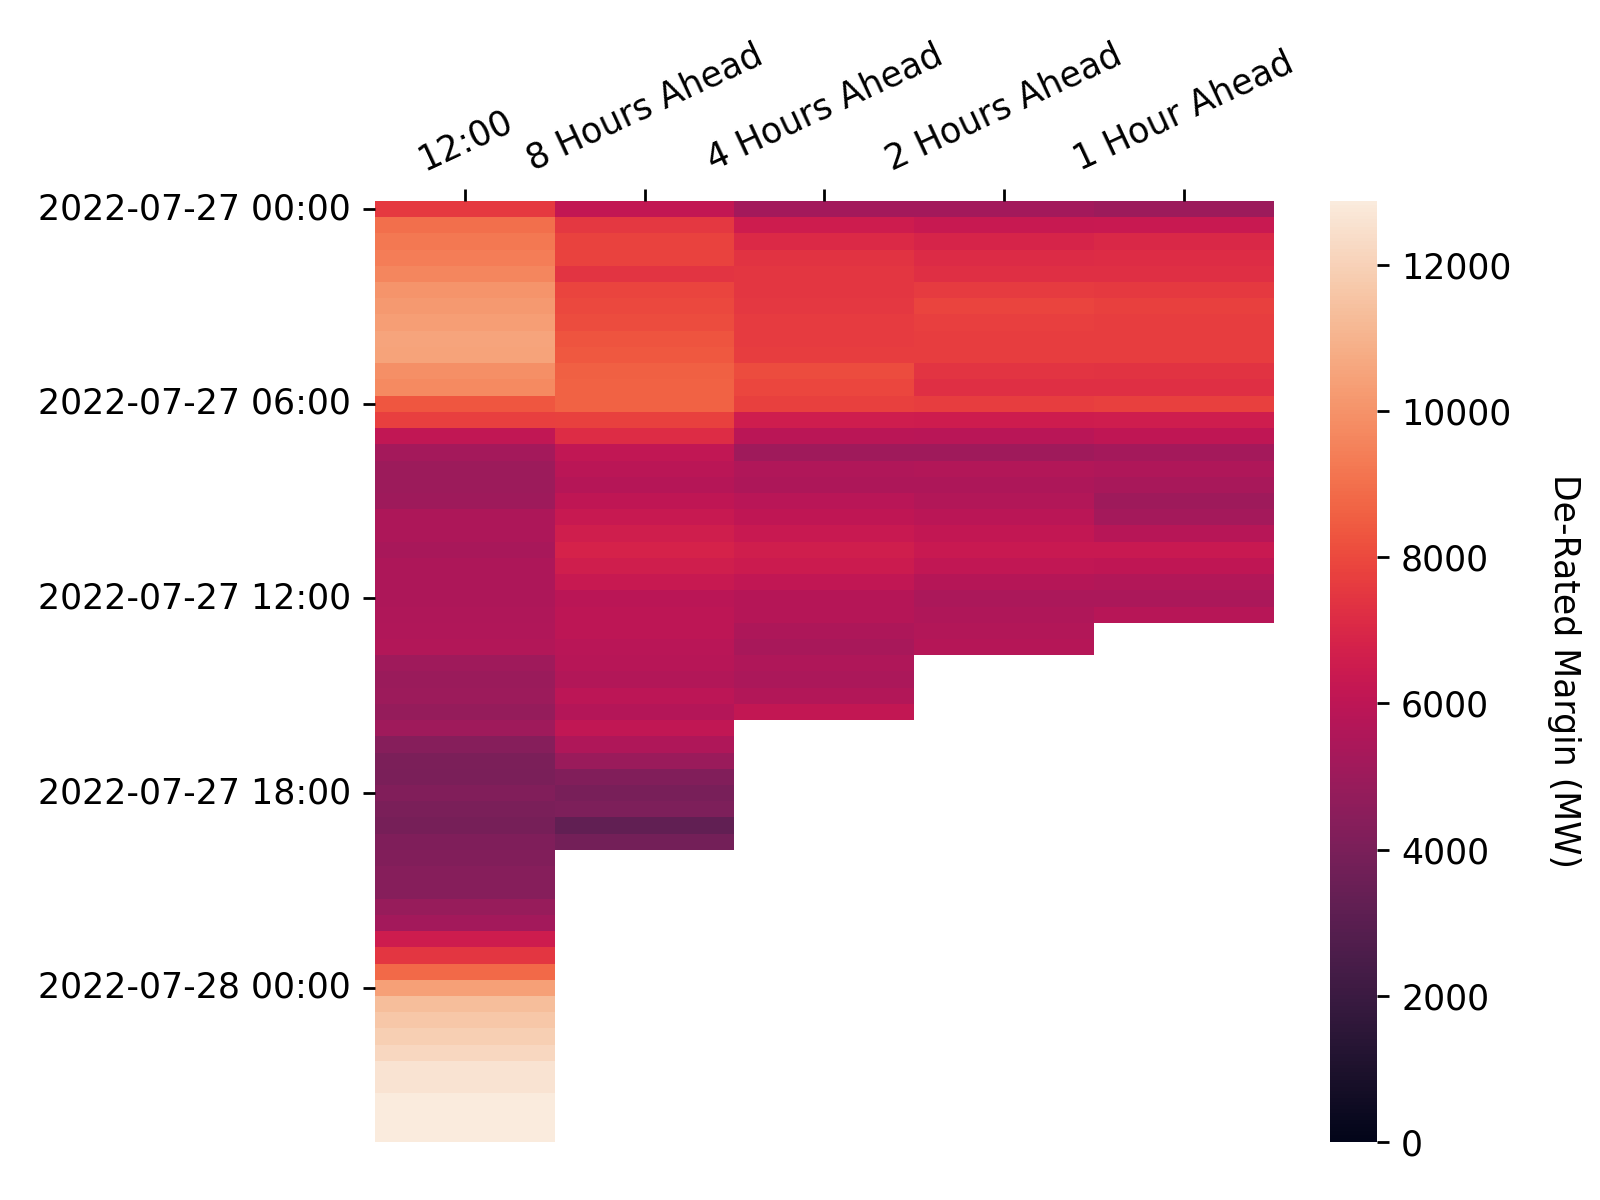 12:00
8 Hours Ahead
4 Hours Ahead
2 Hours Ahead
1 Hour Ahead
2022-07-27 00:00
2022-07-27 06:00
2022-07-27 12:00
2022-07-27 18:00
2022-07-28 00:00
12000
10000
8000
6000
4000
2000
0
De-Rated Margin (MW)